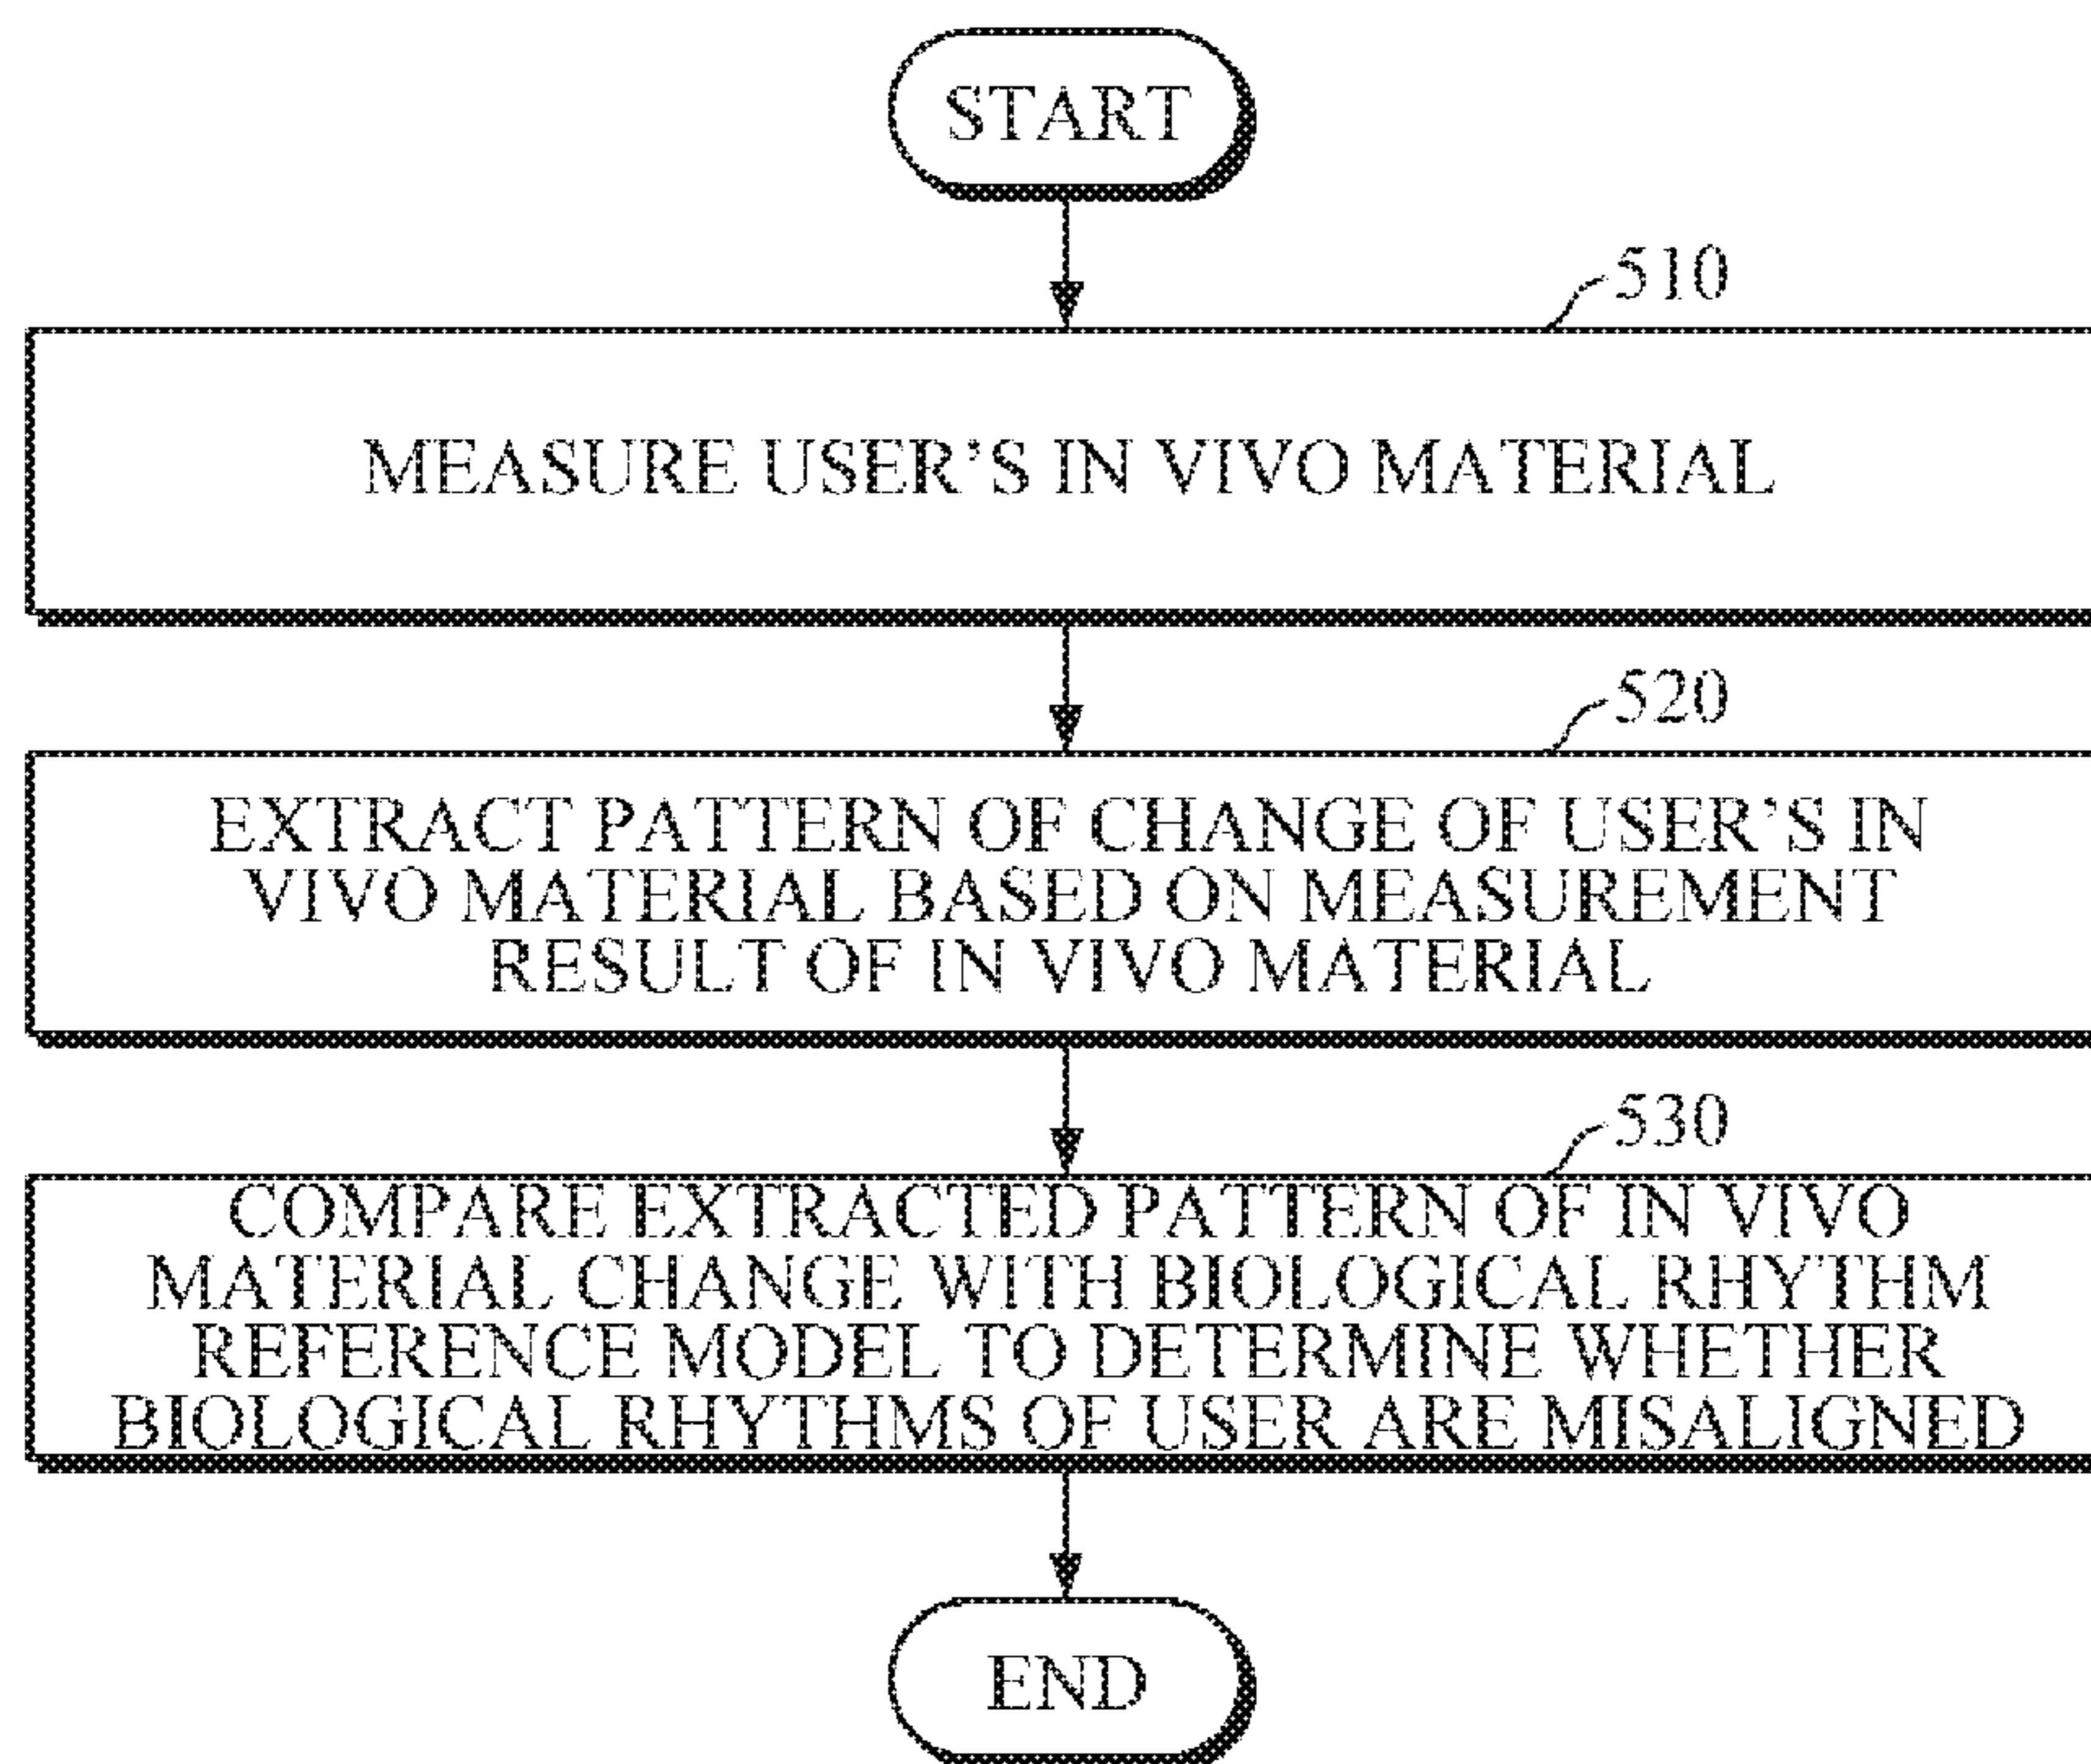 START
510
MEASURE USER'S IN VIVO MATERIAL
520
EXTRACT PATTERN OF CHANGE OF USER'S IN
VIVO MATERIAL BASED ON MEASUREMENT
RESULT OF IN VIVO MATERIAL
530
COMPARE EXTRACTED PATTERN OF IN VIVO
MATERIAL CHANGE WITH BIOLOGICAL RHYTHM
REFERENCE MODEL TO DETERMINE WHETHER
BIOLOGICAL RHYTHMS OF USER ARE MISALIGNED
END